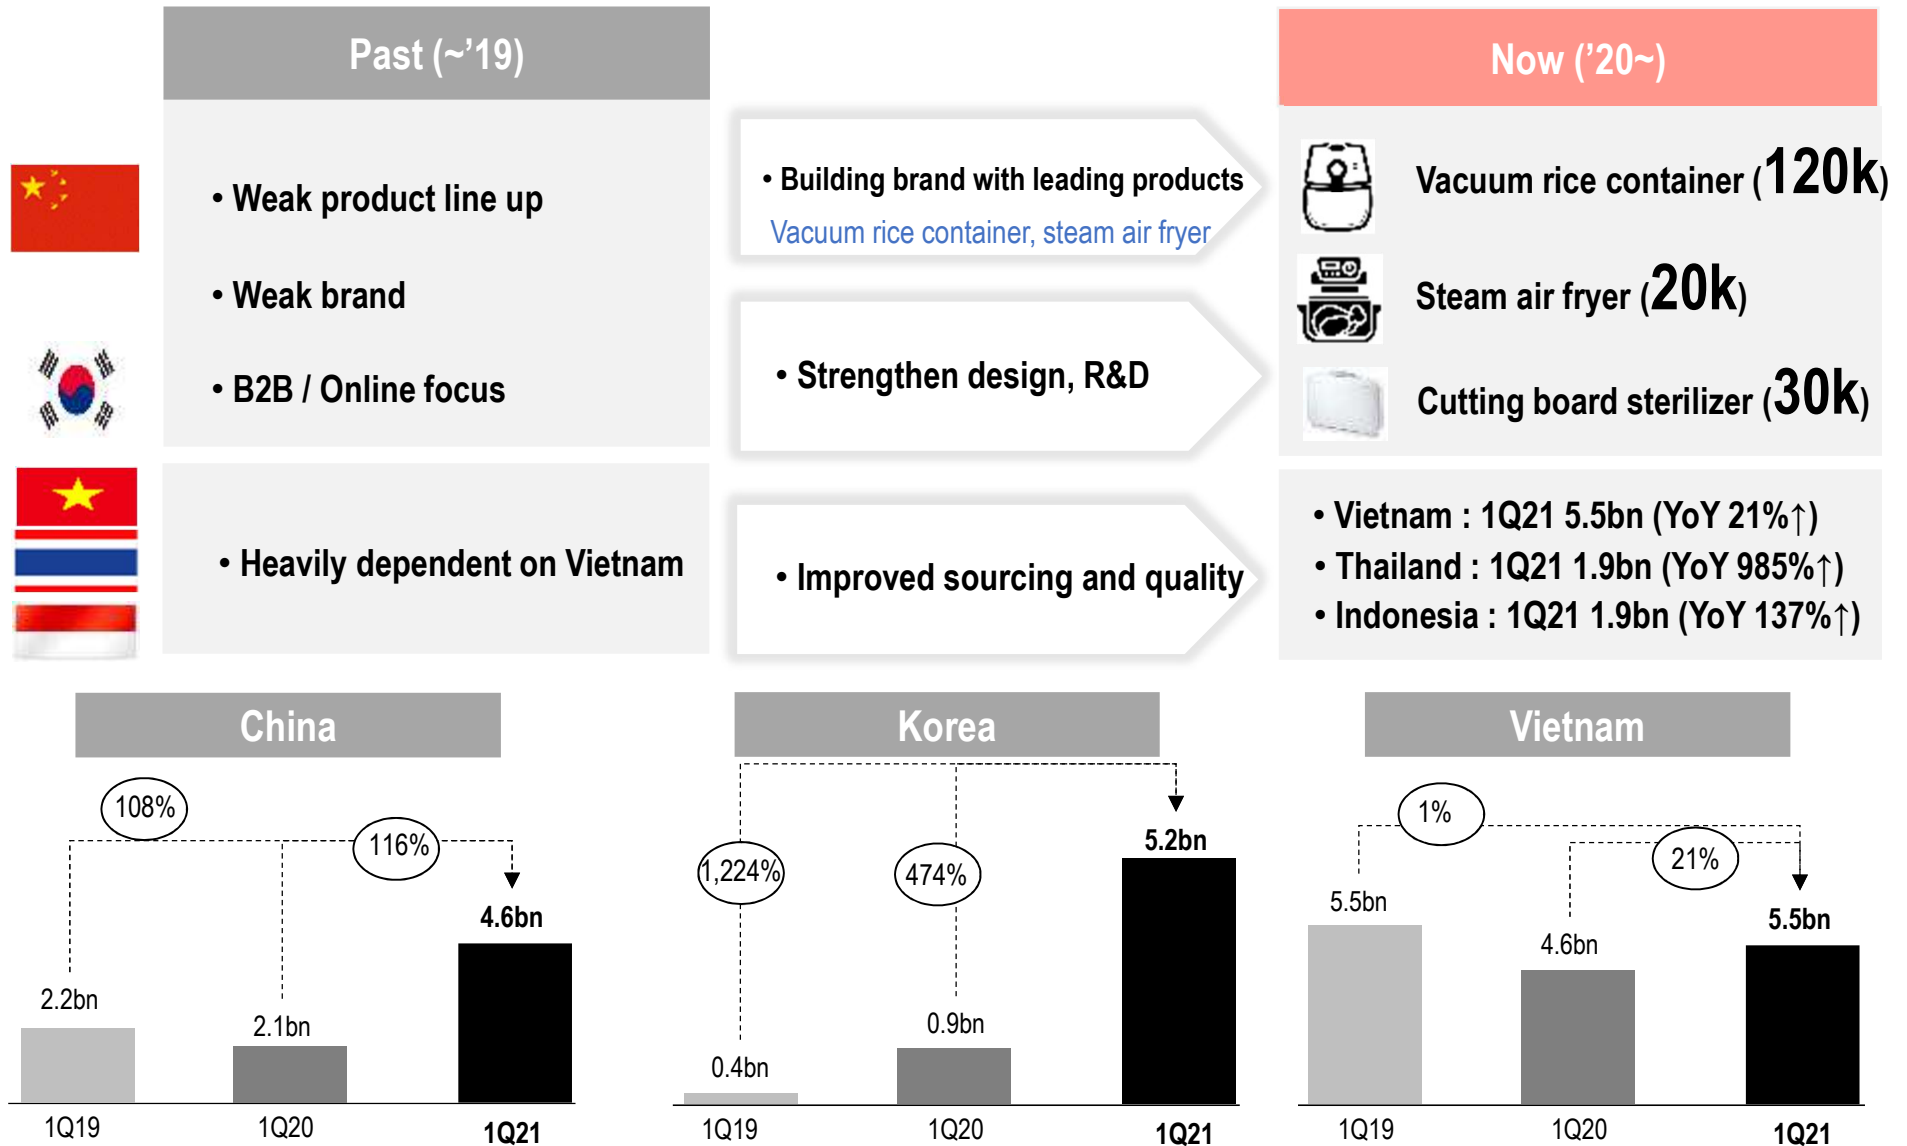 Past (~’19)
Now (’20~)
• Weak product line up
• Weak brand
• B2B / Online focus
• Building brand with leading products
Vacuum rice container, steam air fryer
• Strengthen design, R&D
Vacuum rice container (120k)
Steam air fryer (20k)
Cutting board sterilizer (30k)
• Heavily dependent on Vietnam
• Improved sourcing and quality
• Vietnam : 1Q21 5.5bn (YoY 21%↑)
• Thailand : 1Q21 1.9bn (YoY 985%↑)
• Indonesia : 1Q21 1.9bn (YoY 137%↑)
China
108%
116%
4.6bn
2.2bn
2.1bn
1Q19
1Q20
1Q21
Korea
5.2bn
1,224%
474%
0.9bn
0.4bn
1Q19
1Q20
1Q21
Vietnam
1%
21%
5.5bn
5.5bn
4.6bn
1Q19
1Q20
1Q21